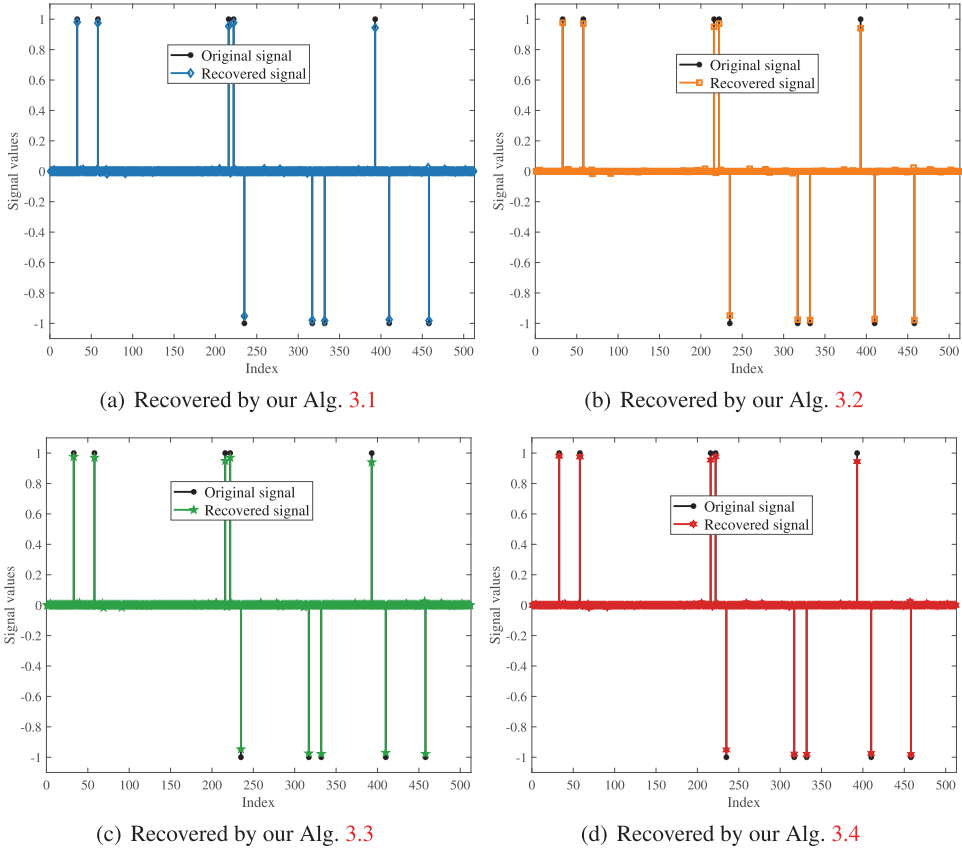 1
0.8
0.6
0.4
0.2
0
-0.2
-0.4
-0.6
-0.8
-1
Signal values
Original signal
Recovered signal
0 50 100 150 200 250 300 350 400 450 500
Index
(a) Recovered by our Alg. 3.1
1
0.8
0.6
0.4
0.2
0
-0.2
-0.4
-0.6
-0.8
-1
Signal values
Original signal
Recovered signal
0 50 100 150 200 250 300 350 400 450 500
Index
(b) Recovered by our Alg. 3.2
1
0.8
0.6
0.4
0.2
0
-0.2
-0.4
-0.6
-0.8
-1
Signal values
Original signal
Recovered signal
0 50 100 150 200 250 300 350 400 450 500
Index
(c) Recovered by our Alg. 3.3
1
0.8
0.6
0.4
0.2
0
-0.2
-0.4
-0.6
-0.8
-1
Signal values
Original signal
Recovered signal
0 50 100 150 200 250 300 350 400 450 500
Index
(d) Recovered by our Alg. 3.4